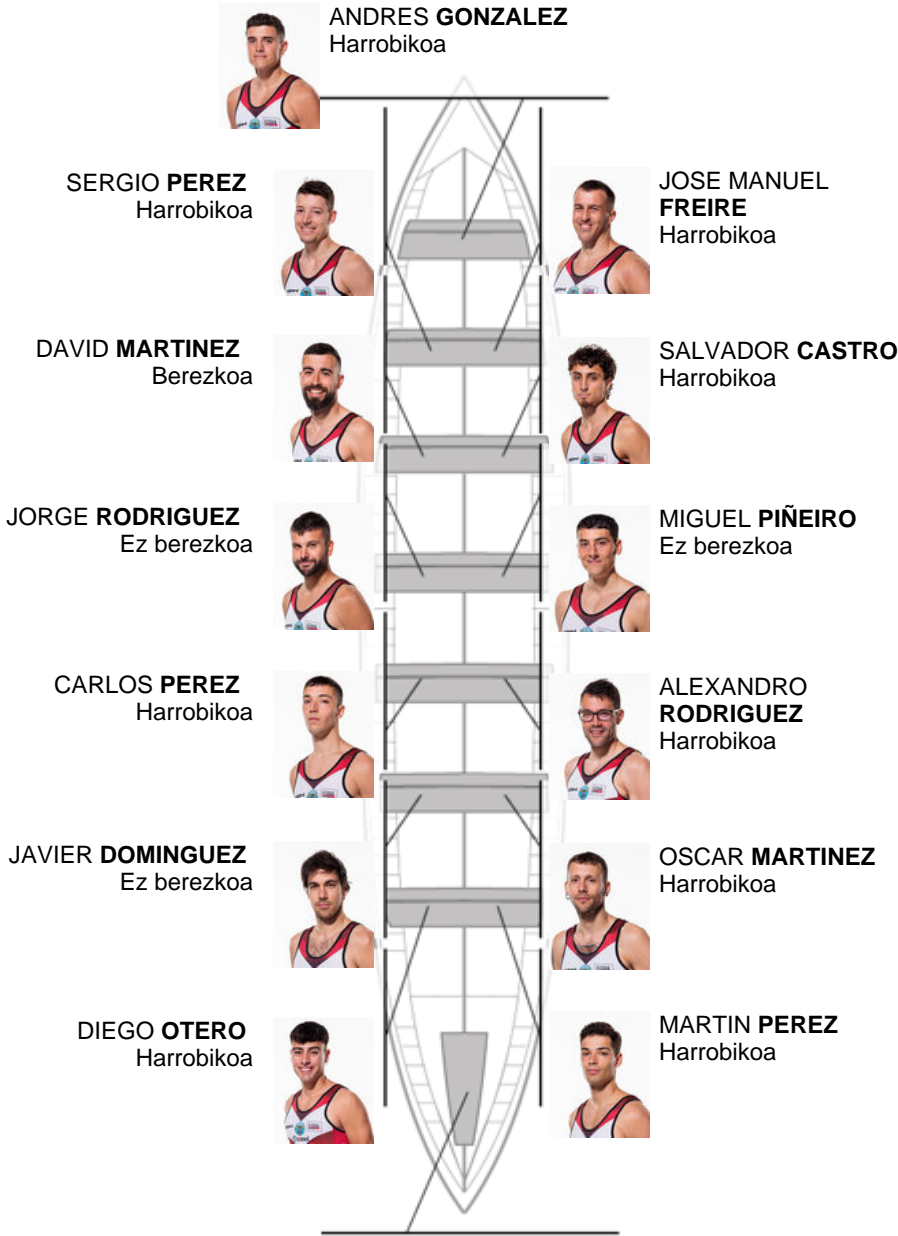 ANDRES GONZALEZ
Harrobikoa
SERGIO PEREZ
Harrobikoa
JOSE MANUEL
FREIRE
Harrobikoa
DAVID MARTINEZ
Berezkoa
SALVADOR CASTRO
Harrobikoa
JORGE RODRIGUEZ
Ez berezkoa
MIGUEL PIÑEIRO
Ez berezkoa
CARLOS PEREZ
Harrobikoa
ALEXANDRO
RODRIGUEZ
Harrobikoa
JAVIER DOMINGUEZ
Ez berezkoa
OSCAR MARTINEZ
Harrobikoa
DIEGO OTERO
Harrobikoa
MARTIN PEREZ
Harrobikoa